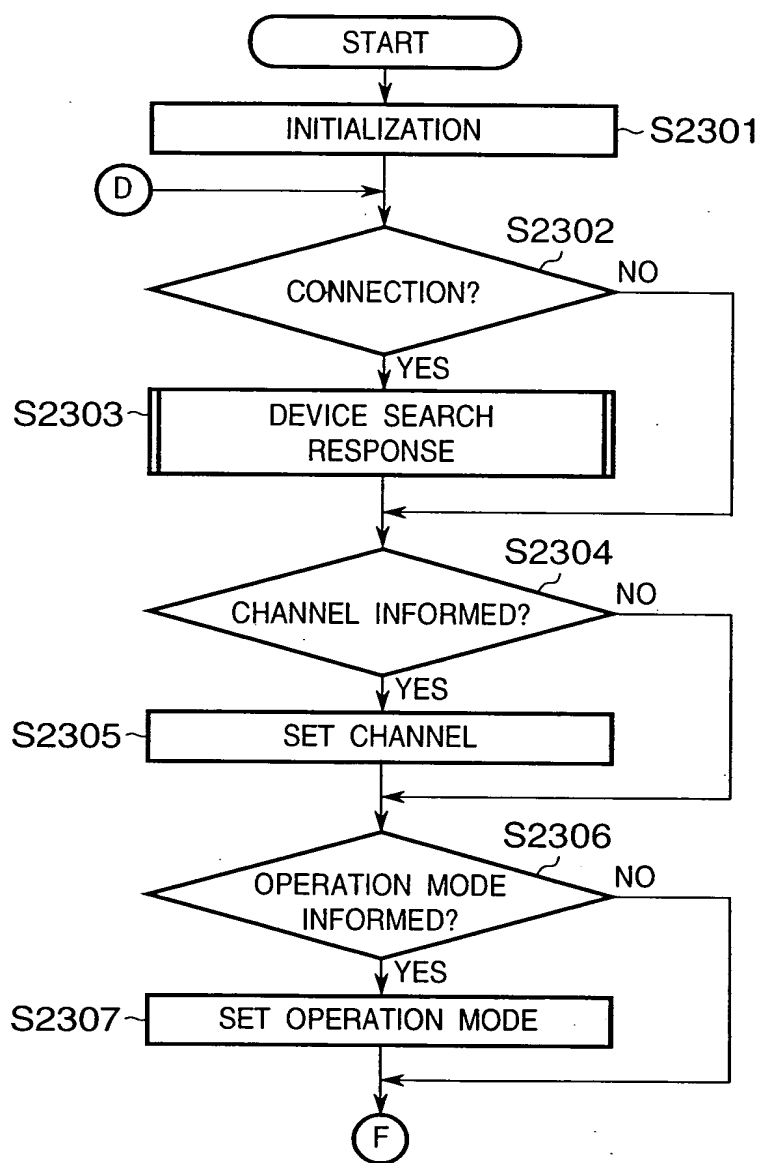 START
INITIALIZATION
S2301
D
S2302
CONNECTION?
NO
YES
S2303
DEVICE SEARCH
RESPONSE
S2304
CHANNEL INFORMED?
NO
YES
S2305
SET CHANNEL
S2306
OPERATION MODE
INFORMED?
NO
YES
S2307
SET OPERATION MODE
F